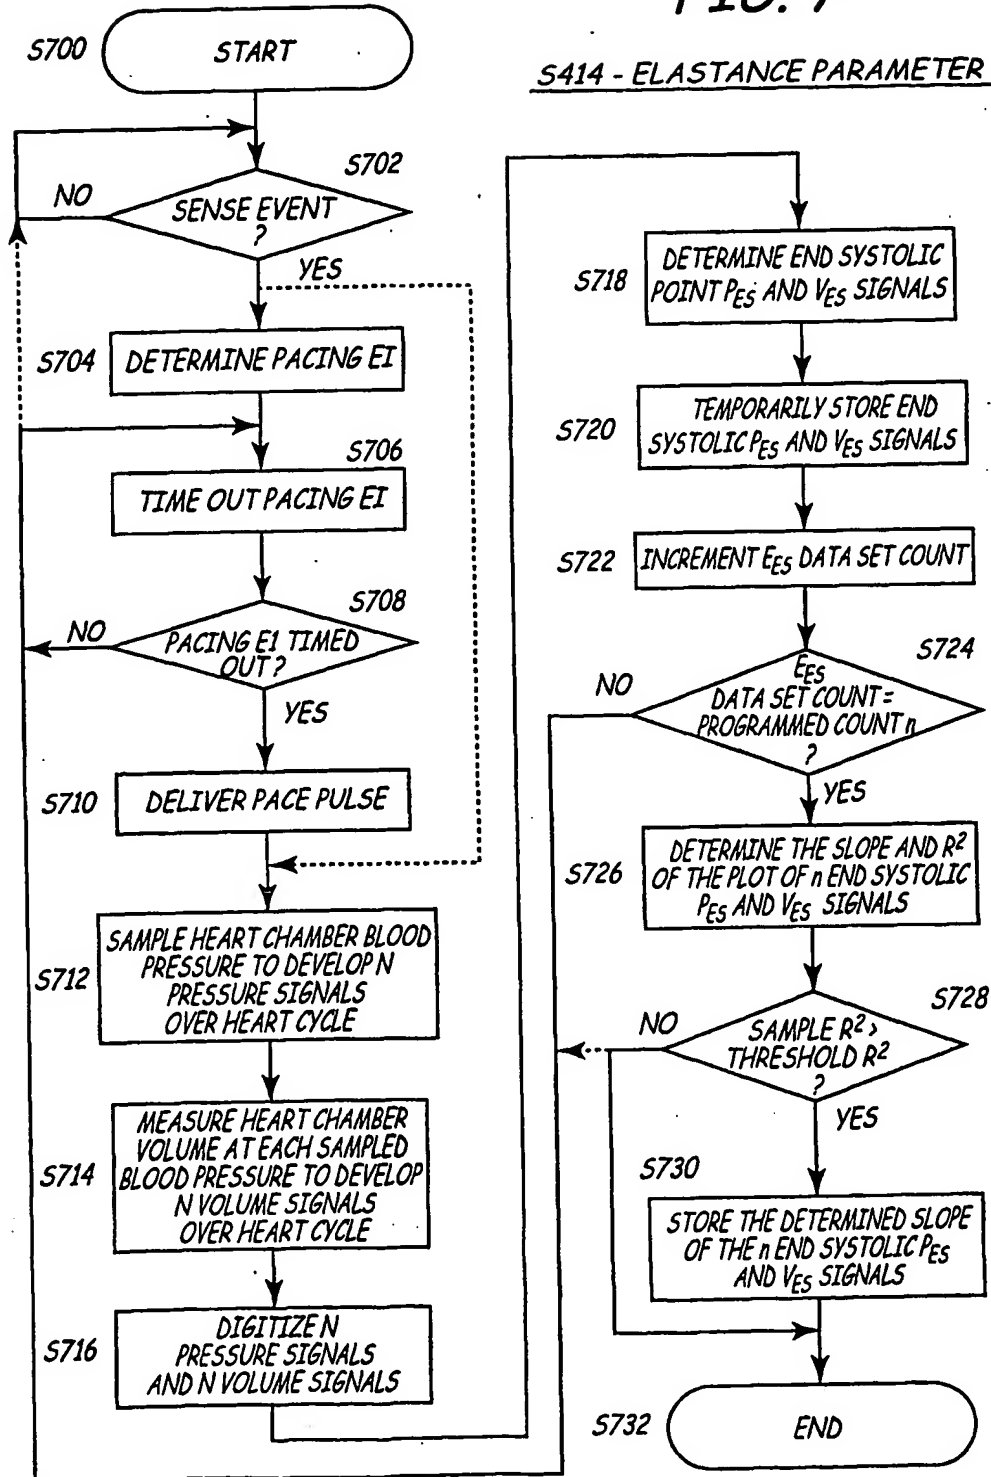 FIG. 7
S414 - ELASTANCE PARAMETER
S700
START
S702
NO
SENSE EVENT
?
YES
S704
DETERMINE PACING EI
S706
TIME OUT PACING EI
S708
NO
PACING E1 TIMED
OUT?
YES
S710
DELIVER PACE PULSE
S712
SAMPLE HEART CHAMBER BLOOD
PRESSURE TO DEVELOP N
PRESSURE SIGNALS
OVER HEART CYCLE
S714
MEASURE HEART CHAMBER
VOLUME AT EACH SAMPLED
BLOOD PRESSURE TO DEVELOP
N VOLUME SIGNALS
OVER HEART CYCLE
S716
DIGITIZE N
PRESSURE SIGNALS
AND N VOLUME SIGNALS
S718
DETERMINE END SYSTOLIC
POINT PES AND VES SIGNALS
S720
TEMPORARILY STORE END
SYSTOLIC PES AND VES SIGNALS
S722
INCREMENT EES DATA SET COUNT
S724
NO
EES
DATA SET COUNT =
PROGRAMMED COUNT n
?
YES
S726
DETERMINE THE SLOPE AND R²
OF THE PLOT OF n END SYSTOLIC
PES AND VES SIGNALS
S728
NO
SAMPLE R² >
THRESHOLD R²
?
YES
S730
STORE THE DETERMINED SLOPE
OF THE n END SYSTOLIC PES
AND VES SIGNALS
S732
END